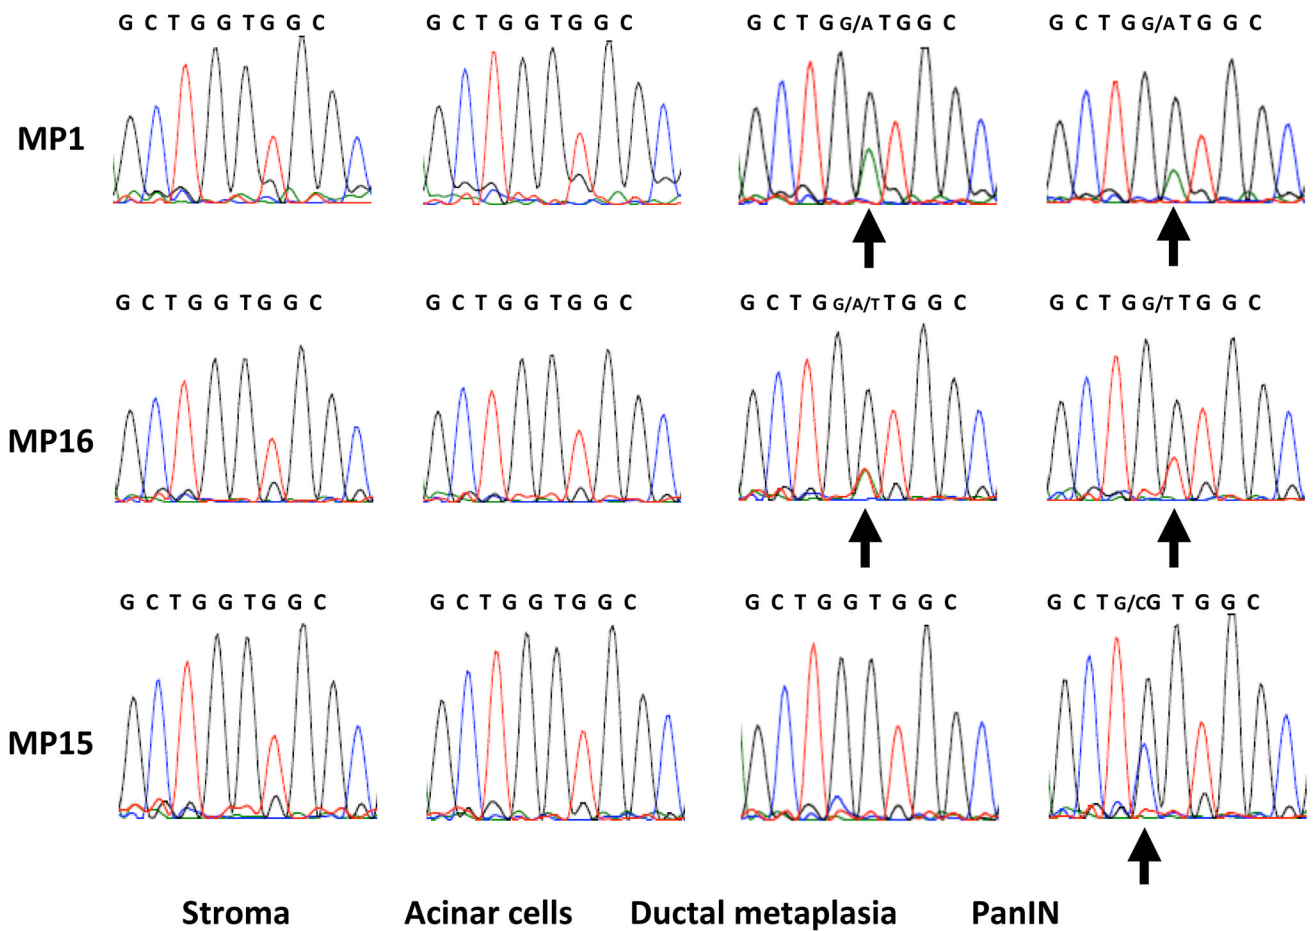 G C T G G T G G C
G C T G G T G G C
G C T G G/A T G G C
G C T G G/A T G G C
MP1
G C T G G T G G C
G C T G G T G G C
G C T G G/A/T T G G C
G C T G G/T T G G C
MP16
G C T G G T G G C
G C T G G T G G C
G C T G G T G G C
G C T G/C G T G G C
MP15
Stroma
Acinar cells
Ductal metaplasia
PanIN